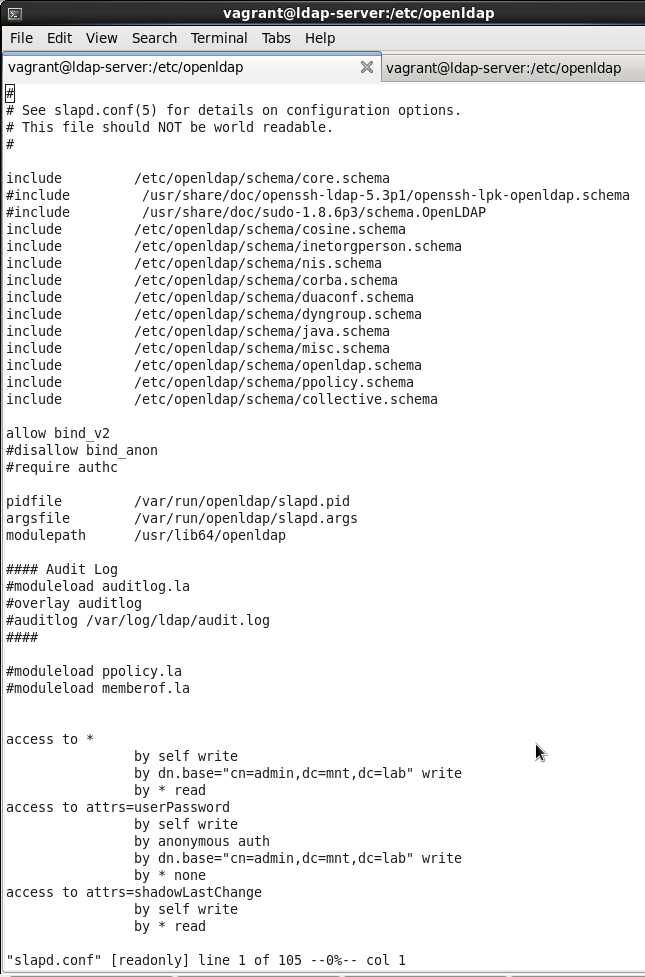 vagrant@ldap-server:/etc/openldap
File Edit View Search Terminal Tabs Help
vagrant@ldap-server:/etc/openldap vagrant@ldap-server:/etc/openldap
#
# See slapd.conf(5) for details on configuration options.
# This file should NOT be world readable.
#
include /etc/openldap/schema/core.schema
#include /usr/share/doc/openssh-ldap-5.3p1/openssh-lpk-openldap.schema
#include /usr/share/doc/sudo-1.8.6p3/schema.OpenLDAP
include /etc/openldap/schema/cosine.schema
include /etc/openldap/schema/inetorgperson.schema
include /etc/openldap/schema/nis.schema
include /etc/openldap/schema/corba.schema
include /etc/openldap/schema/duaconf.schema
include /etc/openldap/schema/dyngroup.schema
include /etc/openldap/schema/java.schema
include /etc/openldap/schema/misc.schema
include /etc/openldap/schema/openldap.schema
include /etc/openldap/schema/ppolicy.schema
include /etc/openldap/schema/collective.schema
allow bind_v2
#disallow bind_anon
#require authc
pidfile /var/run/openldap/slapd.pid
argsfile /var/run/openldap/slapd.args
modulepath /usr/lib64/openldap
#### Audit Log
#moduleload auditlog.la
#overlay auditlog
#auditlog /var/log/ldap/audit.log
####
#moduleload ppolicy.la
#moduleload memberof.la
access to *
by self write
by dn.base="cn=admin,dc=mnt,dc=lab" write
by * read
access to attrs=userPassword
by self write
by anonymous auth
by dn.base="cn=admin,dc=mnt,dc=lab" write
by * none
access to attrs=shadowLastChange
by self write
by * read
"slapd.conf" [readonly] line 1 of 105 --0%-- col 1